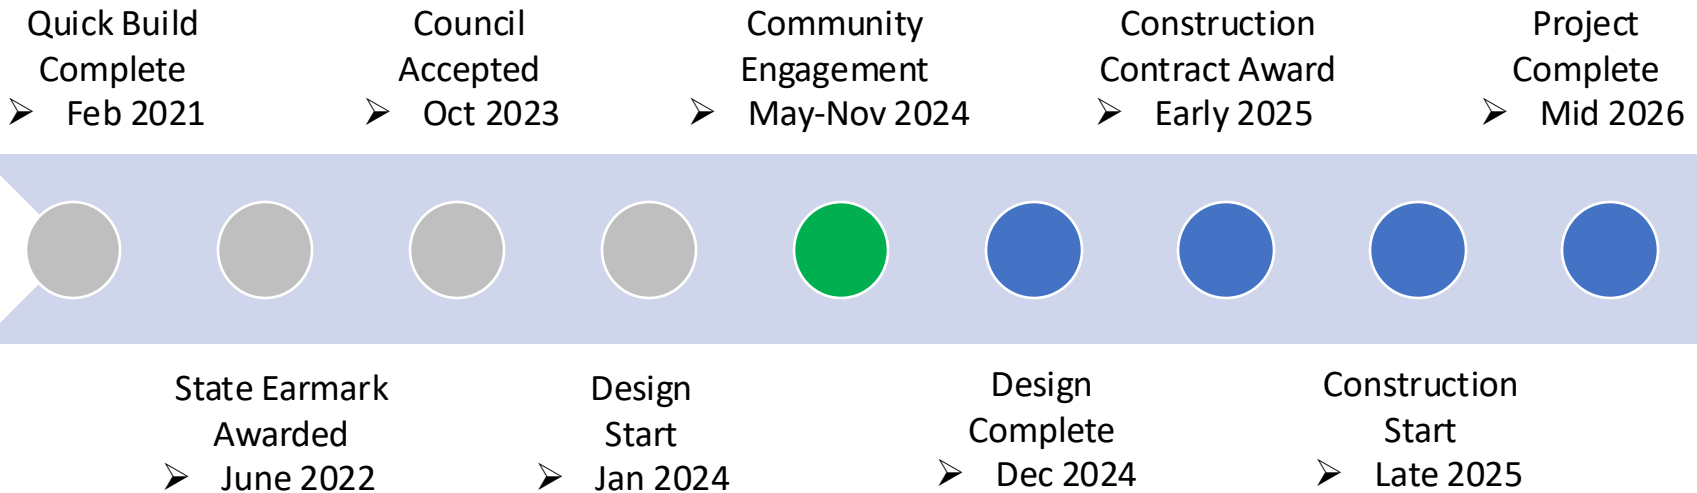 Quick Build
Complete
➢ Feb 2021
Council
Accepted
➢ Oct 2023
Community
Engagement
➢ May-Nov 2024
Construction
Contract Award
➢ Early 2025
Project
Complete
➢ Mid 2026
State Earmark
Awarded
➢ June 2022
Design
Start
➢ Jan 2024
Design
Complete
➢ Dec 2024
Construction
Start
➢ Late 2025